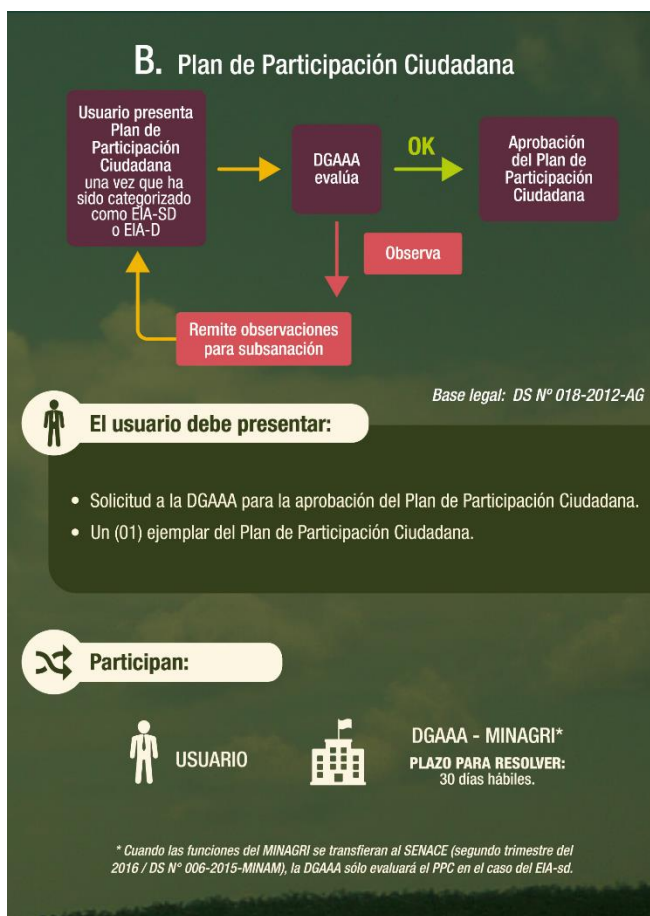 B. Plan de Participación Ciudadana
Usuario presenta
Plan de
Participación
Ciudadana
una vez que ha
sido categorizado
como EIA-SD
o EIA-D
DGAAA
evalúa
OK
Aprobación
del Plan de
Participación
Ciudadana
Observa
Remite observaciones
para subsanación
Base legal: DS Nº 018-2012-AG
El usuario debe presentar:
• Solicitud a la DGAAA para la aprobación del Plan de Participación Ciudadana.
• Un (01) ejemplar del Plan de Participación Ciudadana.
Participan:
USUARIO
DGAAA - MINAGRI*
PLAZO PARA RESOLVER:
30 días hábiles.
* Cuando las funciones del MINAGRI se transfieran al SENACE (segundo trimestre del
2016 / DS N° 006-2015-MINAM), la DGAAA sólo evaluará el PPC en el caso del EIA-sd.